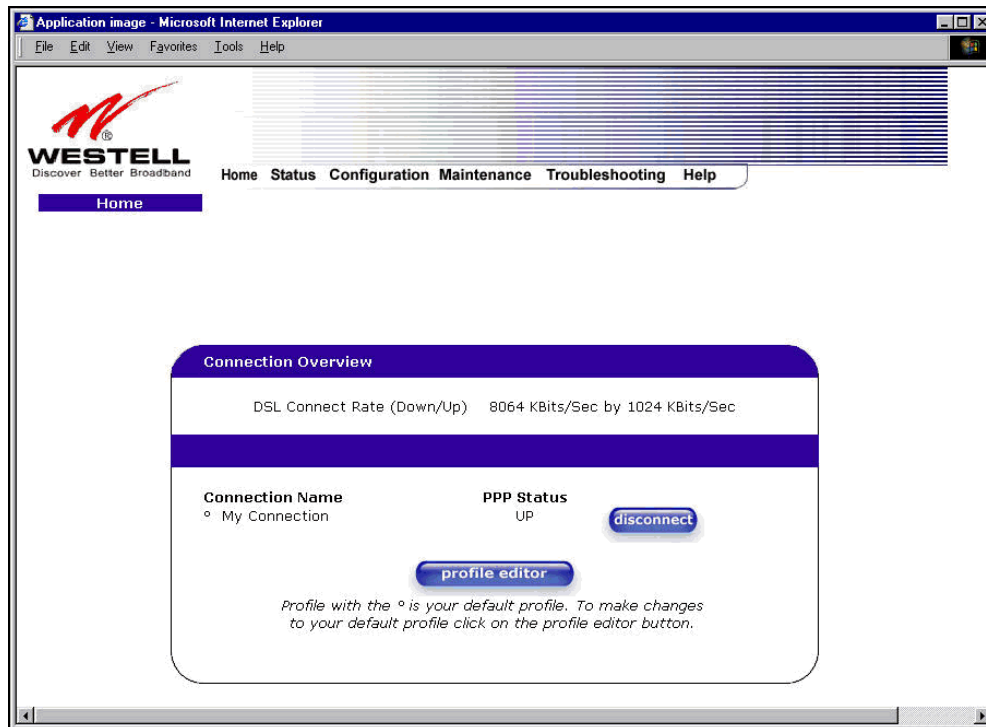 Application image - Microsoft Internet Explorer
File Edit View Favorites Tools Help
WESTELL
®
Discover Better Broadband
Home Status Configuration Maintenance Troubleshooting Help
Home
Connection Overview
DSL Connect Rate (Down/Up) 8064 KBits/Sec by 1024 KBits/Sec
Connection Name PPP Status
° My Connection UP disconnect
profile editor
Profile with the ° is your default profile. To make changes
to your default profile click on the profile editor button.